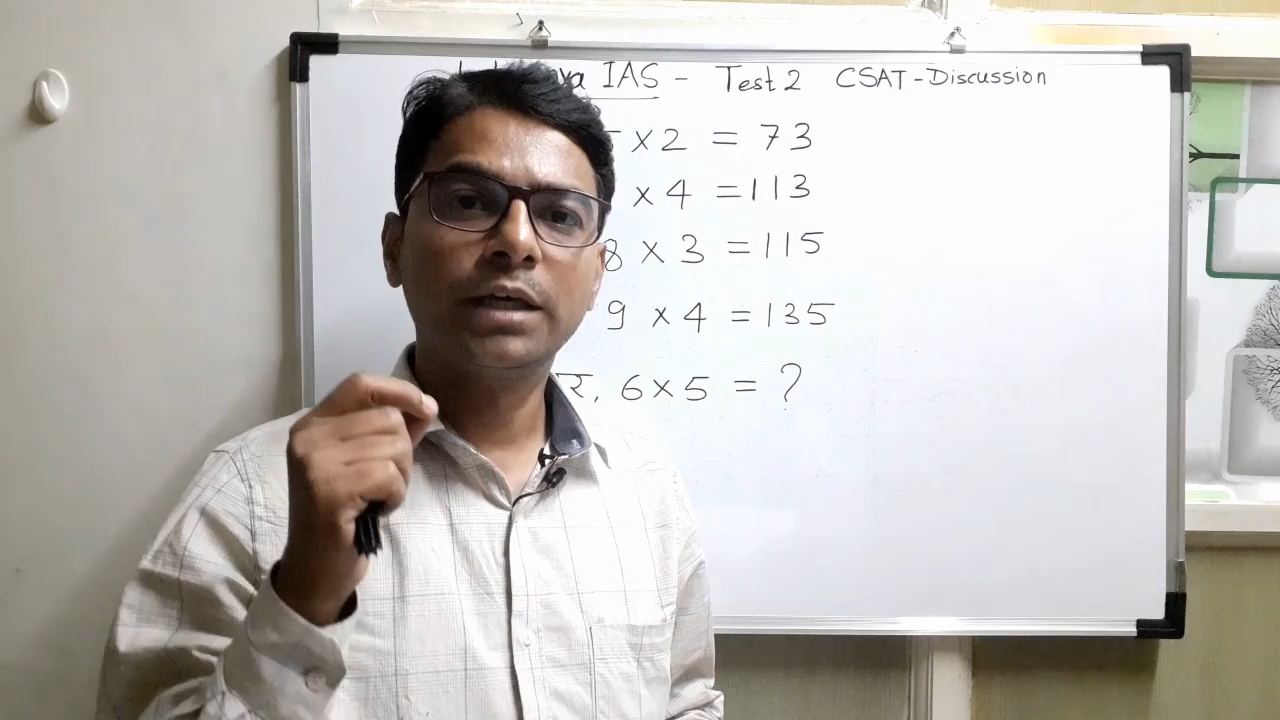 IAS - Test 2 CSAT-Discussion
×2 = 73
×4 = 113
8 ×3 = 115
9 ×4 = 135
6×5 = ?